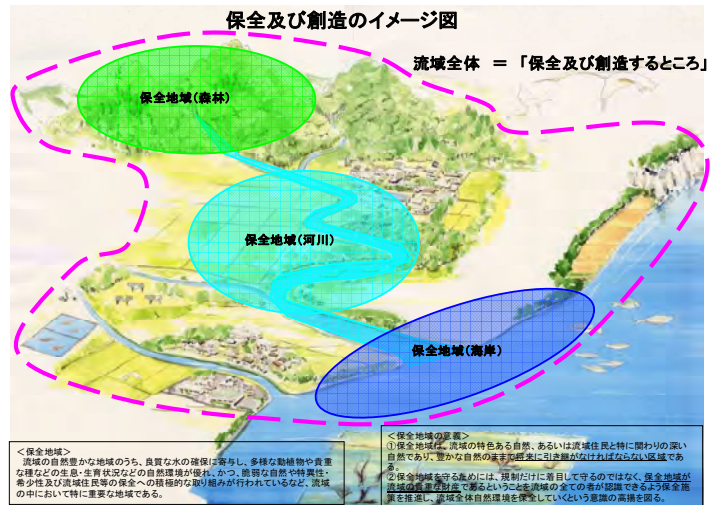 保全及び創造のイメージ図
流域全体 ＝ 「保全及び創造するところ」
保全地域（森林）
保全地域（河川）
保全地域（海岸）
＜保全地域＞
流域の自然豊かな地域のうち、良質な水の確保に寄与し、多様な動植物や貴重
な種などの生息・生育状況などの自然環境が優れ、かつ、脆弱な自然や特異性・
希少性及び流域住民等の保全への積極的な取り組みが行われているなど、流域
の中において特に重要な地域である。
＜保全地域の意義＞
①保全地域は、流域の特色ある自然、あるいは流域住民と特に関わりの深い
自然であり、豊かな自然のままで将来に引き継がなければならない区域であ
る。
②保全地域を守るためには、規制だけに着目して守るのではなく、保全地域が
流域の貴重な財産であるということを流域の全ての者が認識できるよう保全施
策を推進し、流域全体自然環境を保全していくという意識の高揚を図る。